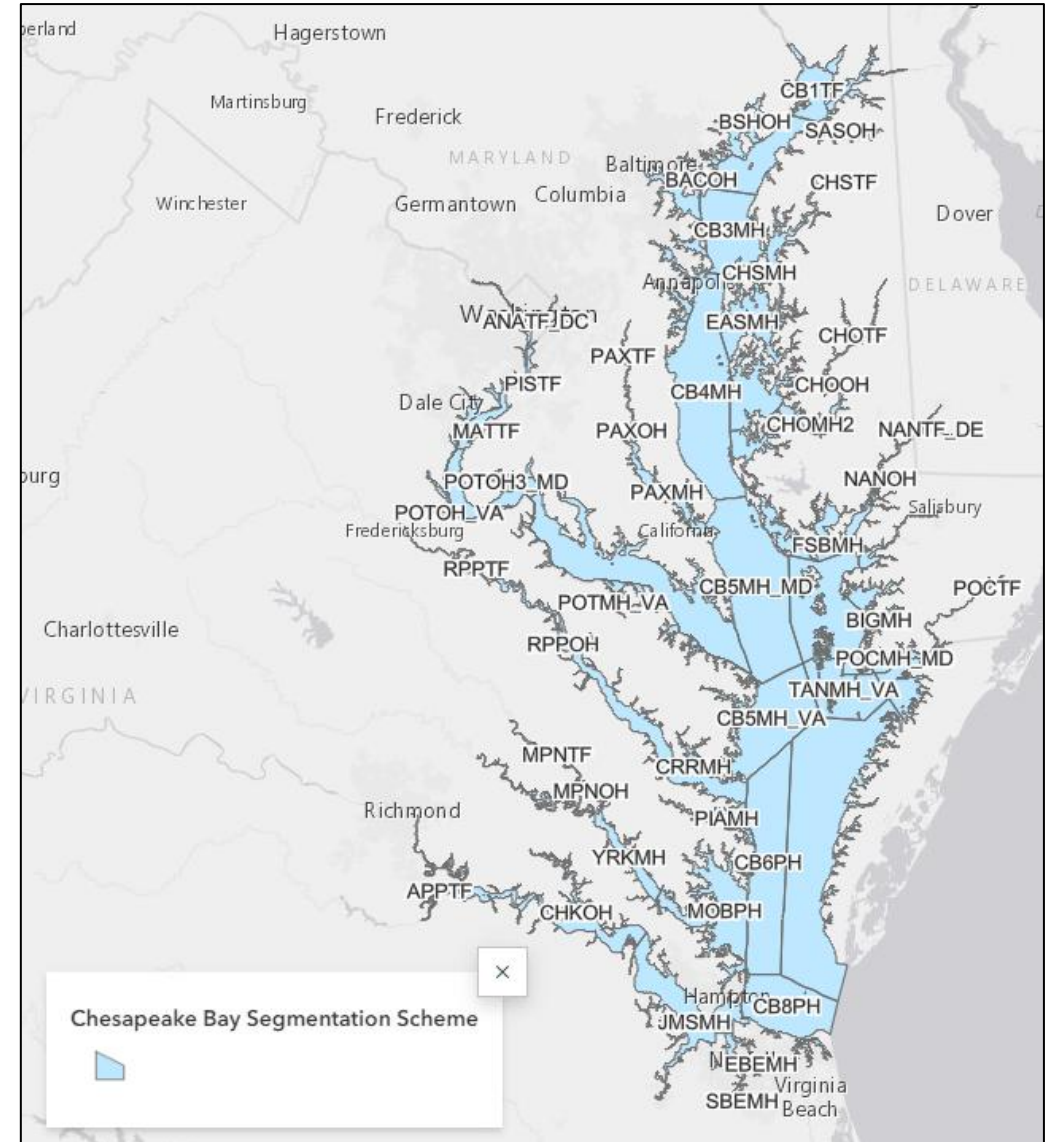 Hagerstown
Martinsburg
CB1TF
Frederick
BSHOH
SASOH
MARYLAND
Baltimore
BACOH
CHSTF
Columbia
Winchester
Germantown
Dover
CB3MH
CHSMH
DELAWARE
ANATF_DC
EASMH
CHOTF
PAXTF
PISTF
CHOOH
CB4MH
Dale City
CHOMH2
NANTF_DE
MATTF
PAXOH
POTOH3_MD
NANOH
PAXMH
POTOH_VA
Salisbury
Fredericksburg
California
FSBMH
RPPTF
CB5MH_MD
POCTF
POTMH_VA
BIGMH
Charlottesville
RPPOH
POCMH_MD
TANMH_VA
VIRGINIA
CB5MH_VA
MPNTF
CRRMH
MPNOH
Richmond
PIAMH
YRKMH
CB6PH
APPTF
CHKOH
MOBPH
Hampton
CB8PH
Chesapeake Bay Segmentation Scheme
JMSMH
EBEMH
Virginia
Beach
SBEMH